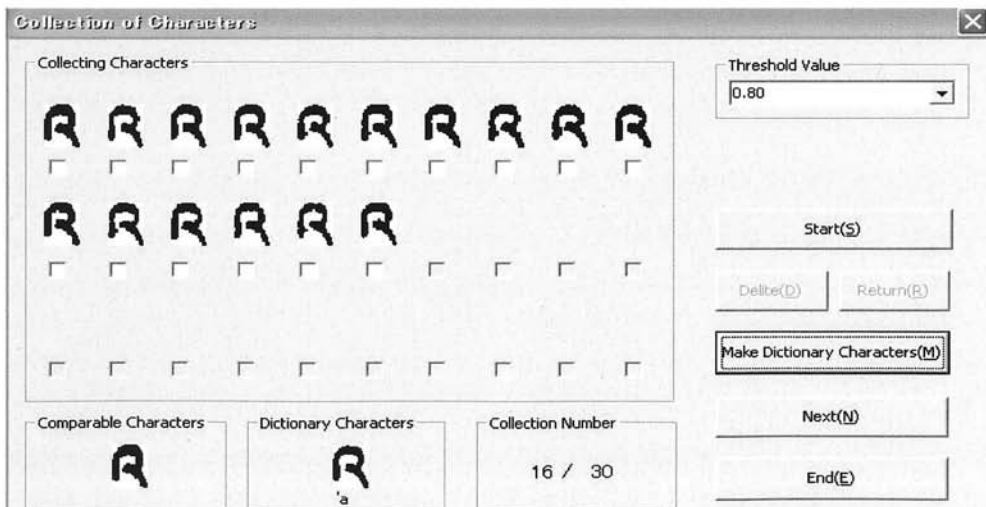 Collection of Characters
Collecting Characters
Threshold Value
0.80
Start(S)
Delite(D) Return(R)
Make Dictionary Characters(M)
Next(N)
Comparable Characters Dictionary Characters Collection Number
16 / 30
'a
End(E)